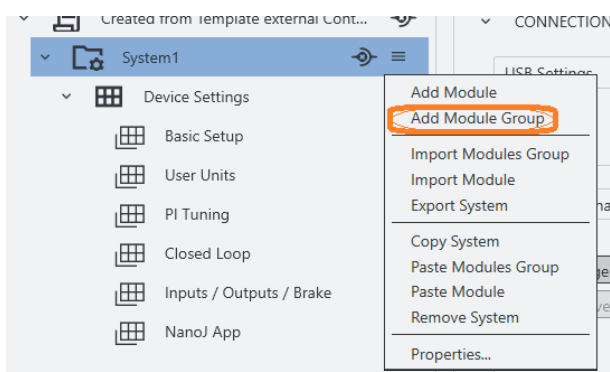 Created from Template external Cont...
CONNECTION
System1
USB Settings
Device Settings
Basic Setup
User Units
PI Tuning
Closed Loop
Inputs / Outputs / Brake
NanoJ App
Add Module
Add Module Group
Import Modules Group
Import Module
Export System
Copy System
Paste Modules Group
Paste Module
Remove System
Properties...